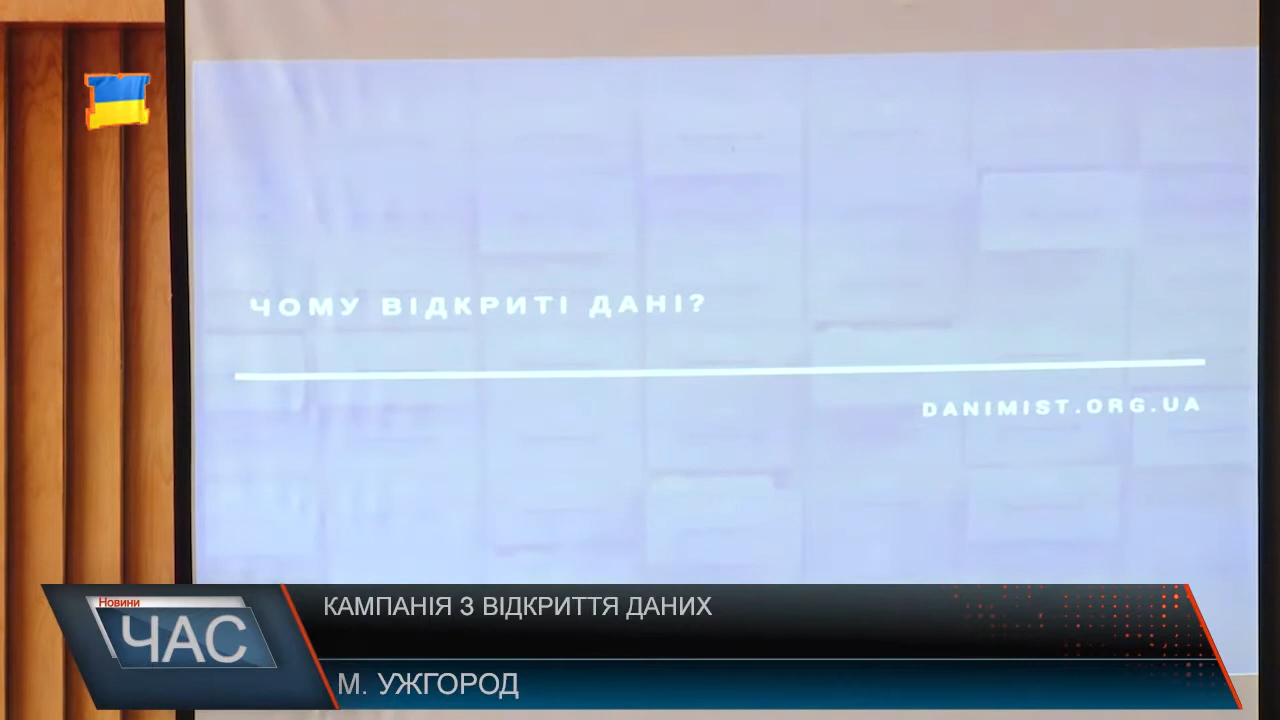 ЧОМУ ВІДКРИТІ ДАНІ?
DANIMIST.ORG.UA
Новини
ЧАС
КАМПАНІЯ З ВІДКРИТТЯ ДАНИХ
М. УЖГОРОД